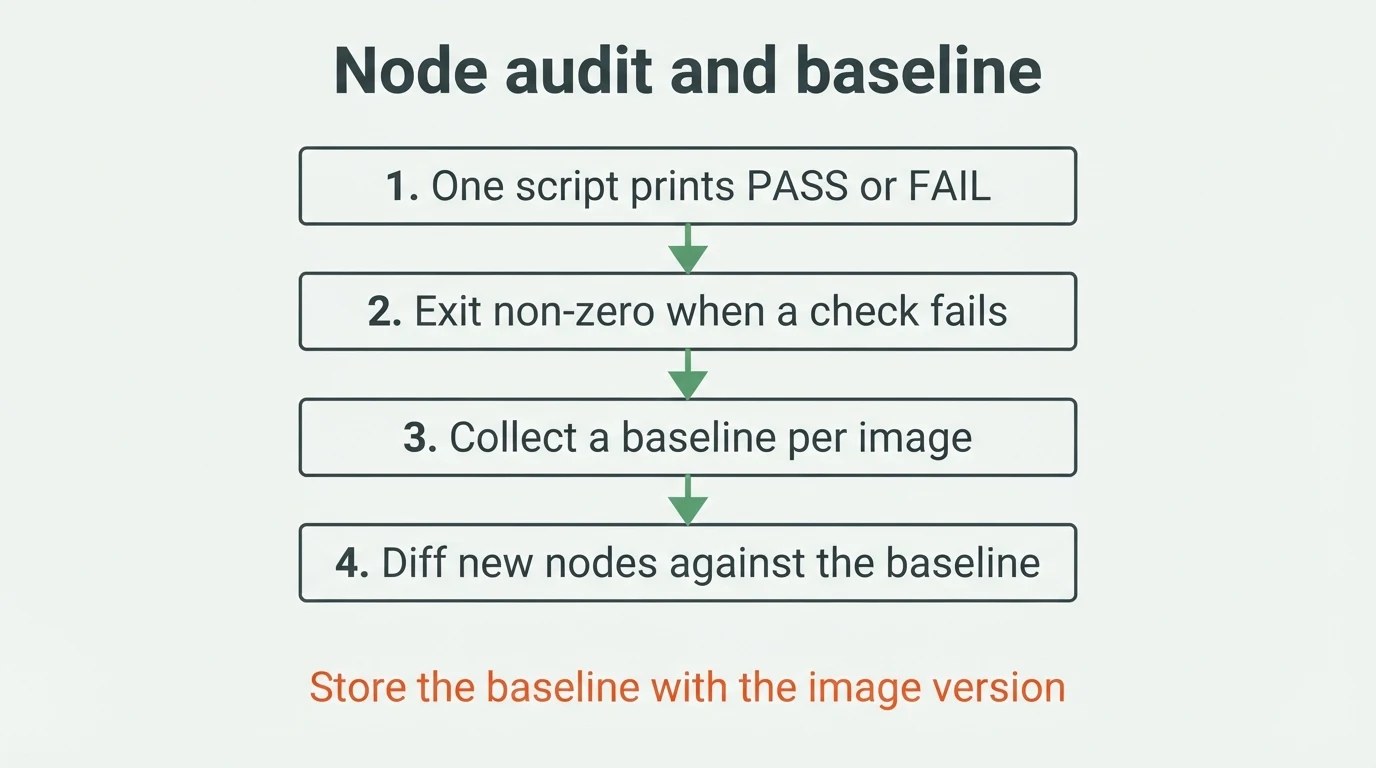 Node audit and baseline
1. One script prints PASS or FAIL
2. Exit non-zero when a check fails
3. Collect a baseline per image
4. Diff new nodes against the baseline
Store the baseline with the image version